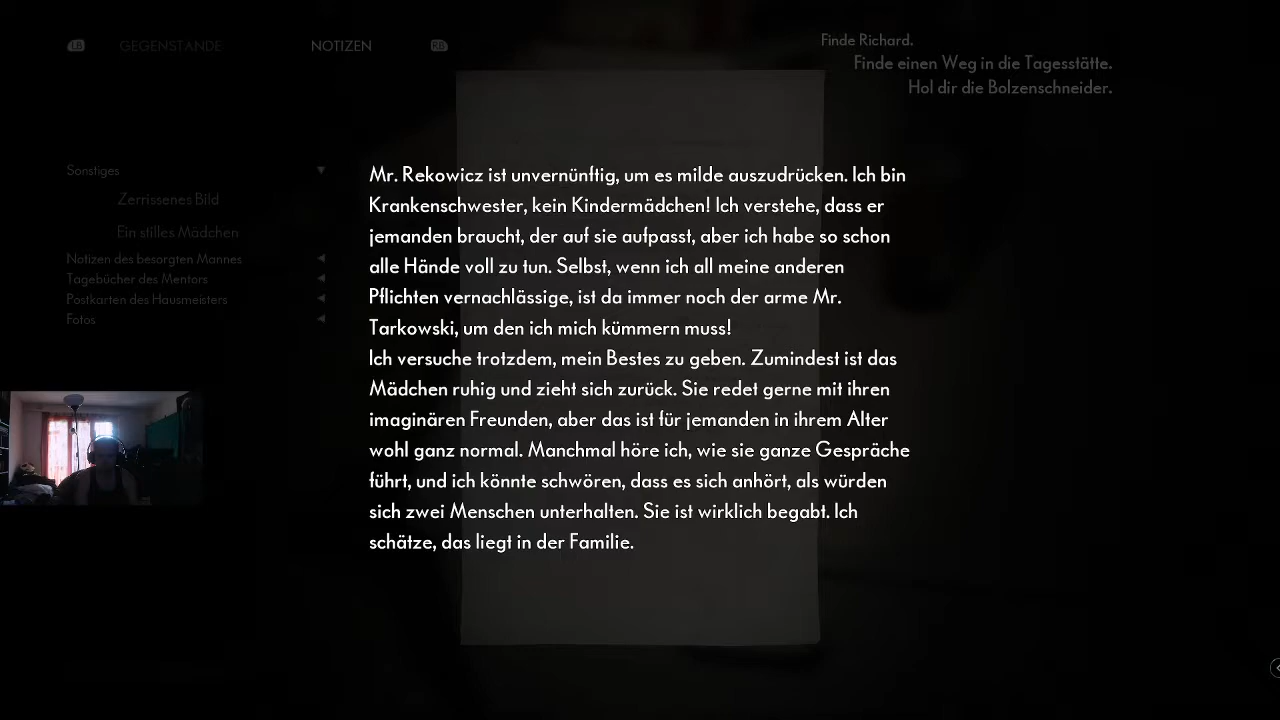 LB GEGENSTÄNDE NOTIZEN RB
Finde Richard.
Finde einen Weg in die Tagesstätte.
Hol dir die Bolzenschneider.
Sonstiges
Zerrissenes Bild
Ein stilles Mädchen
Notizen des besorgten Mannes
Tagebücher des Mentors
Postkarten des Hausmeisters
Fotos
Mr. Rekowicz ist unvernünftig, um es milde auszudrücken. Ich bin
Krankenschwester, kein Kindermädchen! Ich verstehe, dass er
jemanden braucht, der auf sie aufpasst, aber ich habe so schon
alle Hände voll zu tun. Selbst, wenn ich all meine anderen
Pflichten vernachlässige, ist da immer noch der arme Mr.
Tarkowski, um den ich mich kümmern muss!
Ich versuche trotzdem, mein Bestes zu geben. Zumindest ist das
Mädchen ruhig und zieht sich zurück. Sie redet gerne mit ihren
imaginären Freunden, aber das ist für jemanden in ihrem Alter
wohl ganz normal. Manchmal höre ich, wie sie ganze Gespräche
führt, und ich könnte schwören, dass es sich anhört, als würden
sich zwei Menschen unterhalten. Sie ist wirklich begabt. Ich
schätze, das liegt in der Familie.